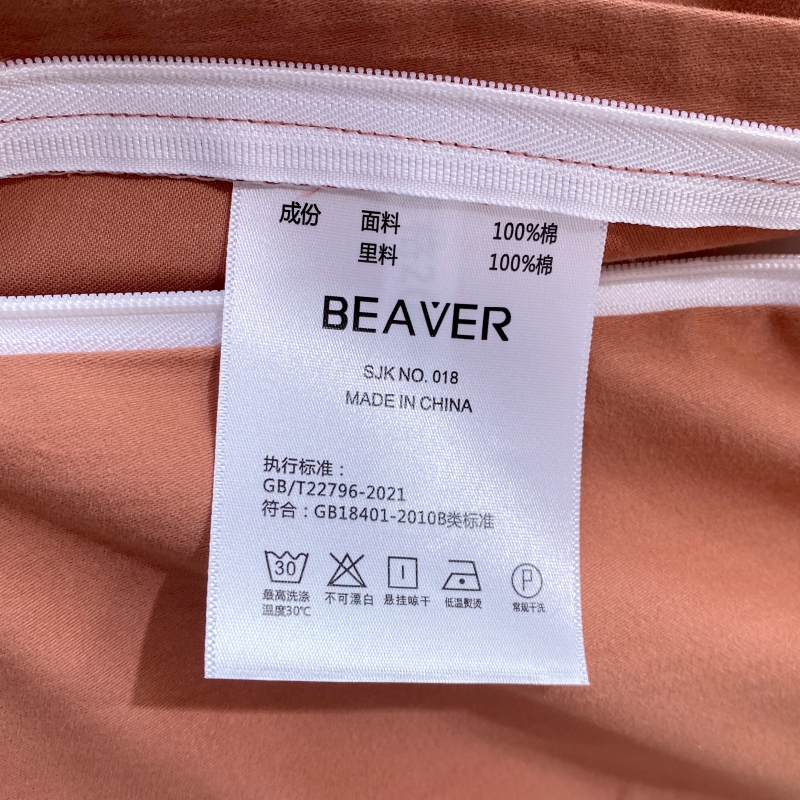 成份 面料 100%棉
里料 100%棉
BEAVER
SJK NO. 018
MADE IN CHINA
执行标准：
GB/T22796-2021
符合：GB18401-2010B类标准
30
P
最高洗涤 不可漂白 悬挂晾干 低温熨烫 常规干洗
温度30℃